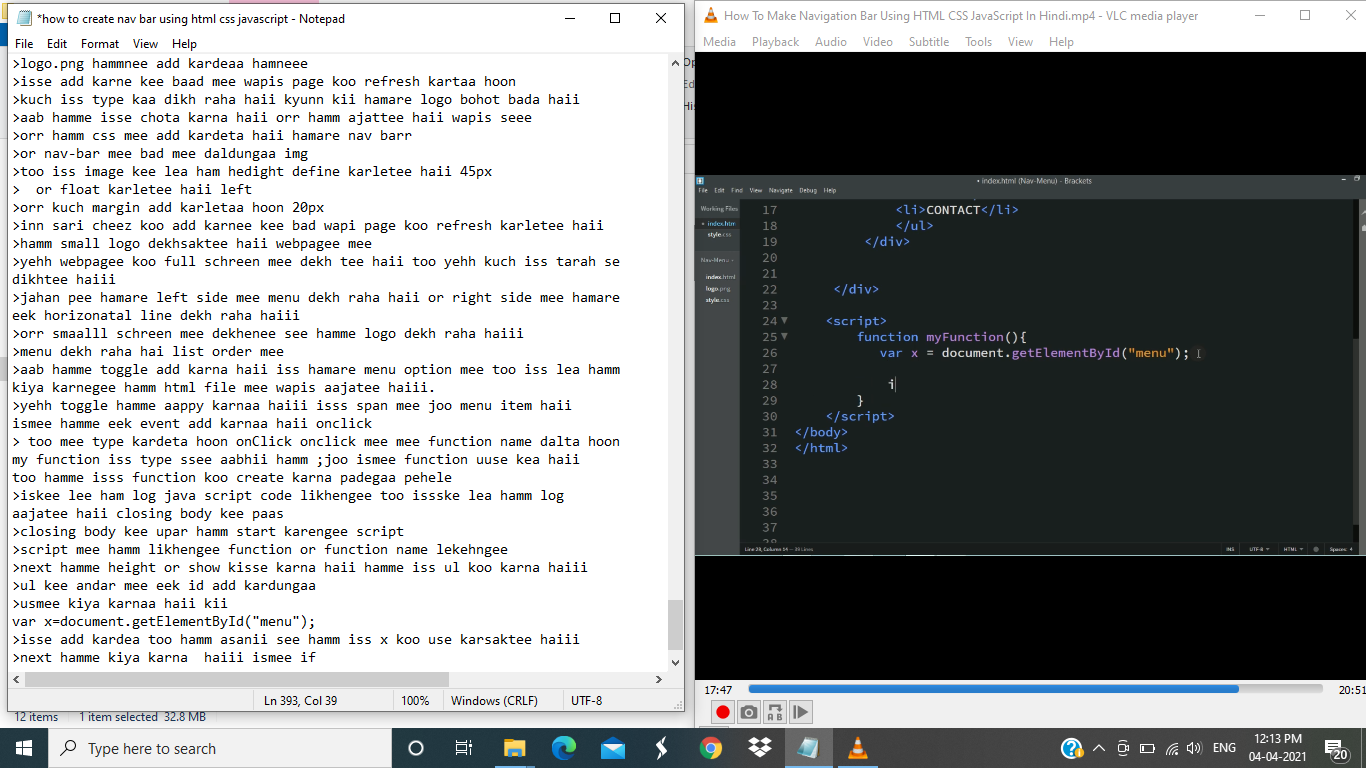 *how to create nav bar using html css javascript - Notepad
File Edit Format View Help
>logo.png hammnee add kardeaa hamneee
>isse add karne kee baad mee wapis page koo refresh kartaa hoon
>kuch iss type kaa dikh raha haii kyunn kii hamare logo bohot bada haii
>aab hamme isse chota karna haii orr hamm ajattee haii wapis seee
>orr hamm css mee add kardeta haii hamare nav barr
>or nav-bar mee bad mee daldungaa img
>too iss image kee lea ham hedight define karletee haii 45px
>  or float karletee haii left
>orr kuch margin add karletaa hoon 20px
>inn sari cheez koo add karnee kee bad wapi page koo refresh karletee haii
>hamm small logo dekhsaktee haii webpagee mee
>yehh webpagee koo full schreen mee dekh tee haii too yehh kuch iss tarah se
dikhtee haiii
>jahan pee hamare left side mee menu dekh raha haii or right side mee hamare
eek horizonatal line dekh raha haiii
>orr smaalll schreen mee dekhenee see hamme logo dekh raha haiii
>menu dekh raha hai list order mee
>aab hamme toggle add karna haii iss hamare menu option mee too iss lea hamm
kiya karnegee hamm html file mee wapis aajatee haiii.
>yehh toggle hamme aappy karnaa haiii isss span mee joo menu item haii
ismee hamme eek event add karnaa haii onclick
> too mee type kardeta hoon onClick onclick mee mee function name dalta hoon
my function iss type ssee aabhii hamm ;joo ismee function uuse kea haii
too hamme isss function koo create karna padegaa pehele
>iskee lee ham log java script code likhengee too issske lea hamm log
aajatee haii closing body kee paas
>closing body kee upar hamm start karengee script
>script mee hamm likhengee function or function name lekehngee
>next hamme height or show kisse karna haii hamme iss ul koo karna haiii
>ul kee andar mee eek id add kardungaa
>usmee kiya karnaa haii kii
var x=document.getElementById("menu");
>isse add kardea too hamm asanii see hamm iss x koo use karsaktee haiii
>next hamme kiya karna  haiii ismee if
Ln 393, Col 39 100% Windows (CRLF) UTF-8
12 items 1 item selected 32.8 MB
How To Make Navigation Bar Using HTML CSS JavaScript In Hindi.mp4 - VLC media player
Media Playback Audio Video Subtitle Tools View Help
• index.html (Nav-Menu) - Brackets
File Edit Find View Navigate Debug Help
Working Files
• index.htm
style.css
Nav-Menu
index.html
logo.png
style.css
17 <li>CONTACT</li>
18 </ul>
19 </div>
20
21
22 </div>
23
24 <script>
25 function myFunction(){
26 var x = document.getElementById("menu");
27
28 i
29 }
30 </script>
31 </body>
32 </html>
33
34
35
36
37
38
Line 28, Column 14 — 39 Lines INS UTF-8 HTML Spaces: 4
17:47 20:51
Type here to search
ENG
12:13 PM
04-04-2021
20